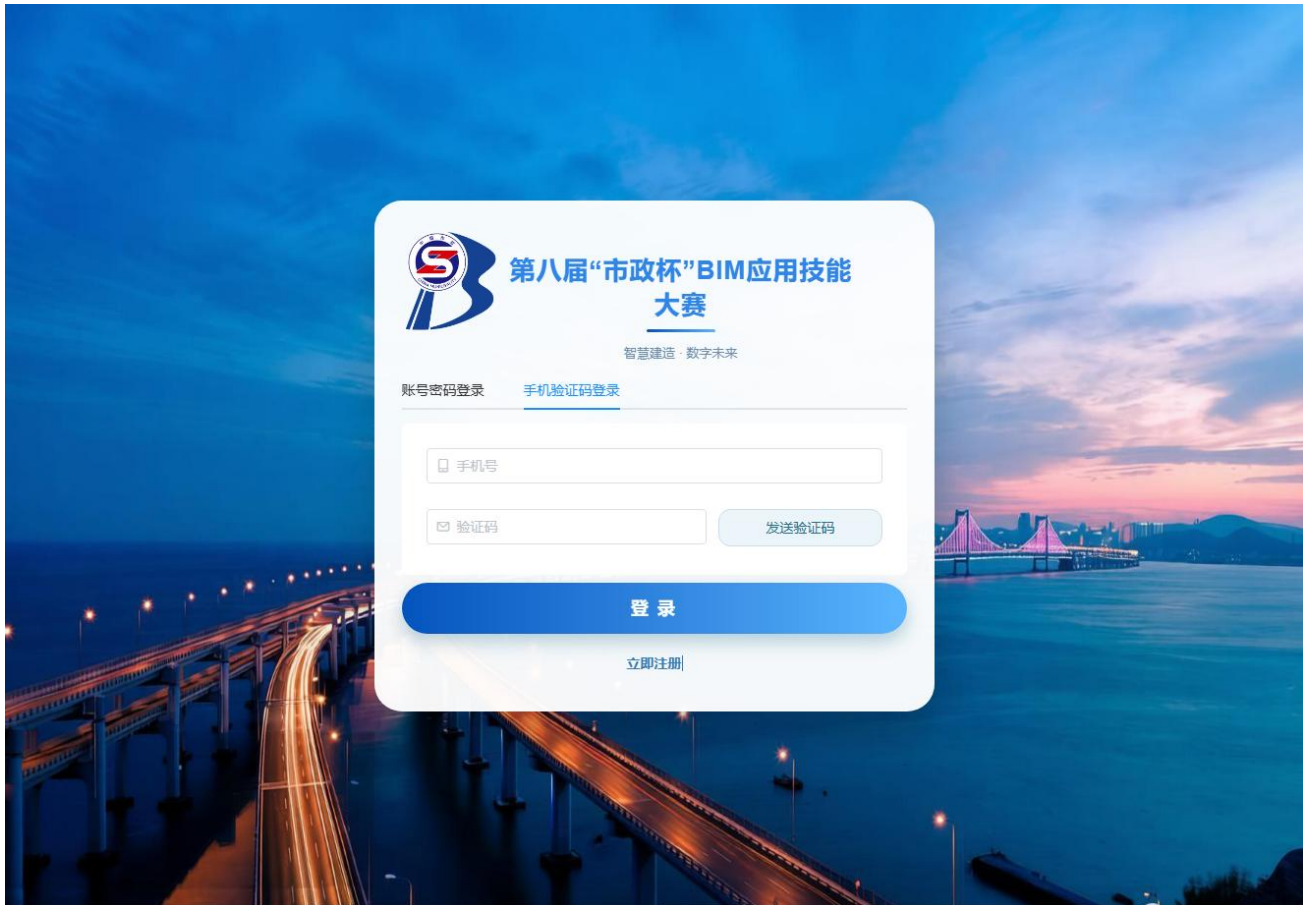 第八届“市政杯”BIM应用技能
大赛
智慧建造 · 数字未来
账号密码登录 手机验证码登录
手机号
验证码 发送验证码
登 录
立即注册